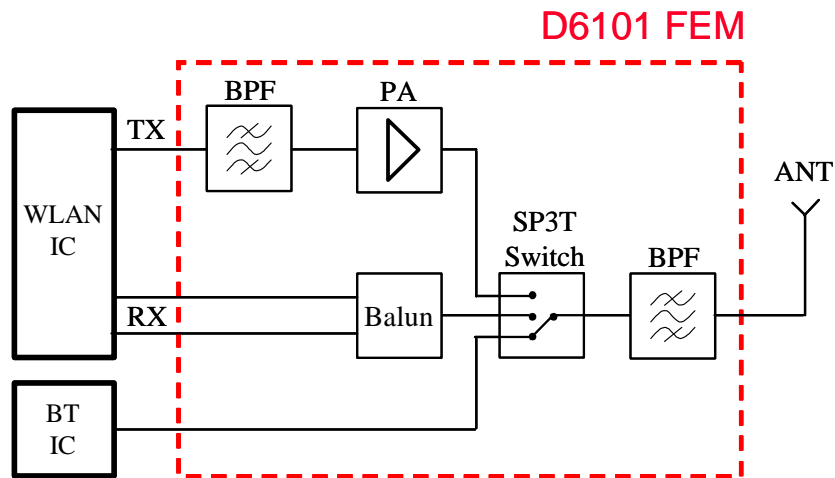 D6101 FEM
BPF
PA
TX
ANT
WLAN
IC
SP3T
Switch
BPF
RX
Balun
BT
IC